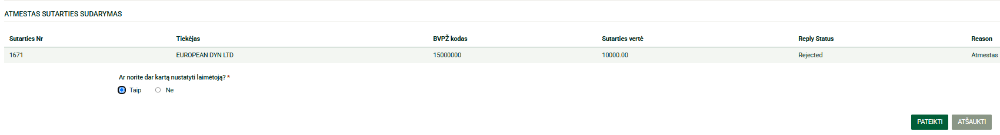 ATMESTAS SUTARTIES SUDARYMAS
Sutarties Nr Tiekėjas BVPŽ kodas Sutarties vertė Reply Status Reason
1671 EUROPEAN DYN LTD 15000000 10000.00 Rejected Atmestas
Ar norite dar kartą nustatyti laimėtoją? *
Taip Ne
PATEIKTI ATŠAUKTI